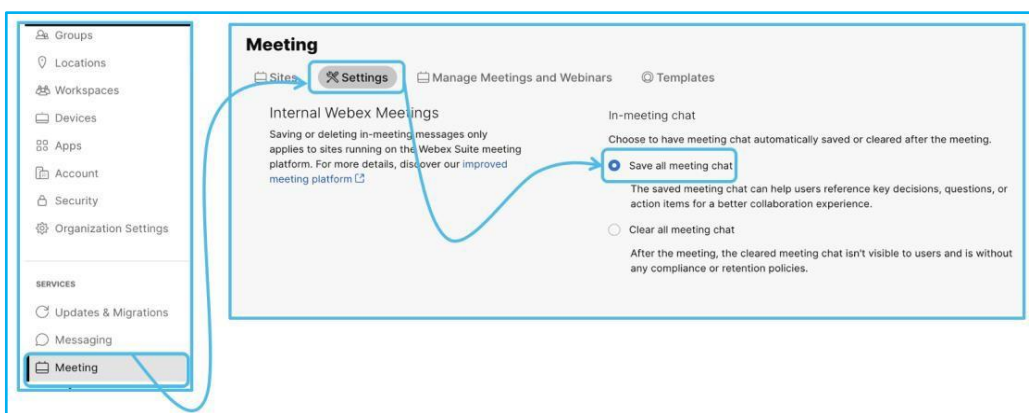 Groups
Locations
Workspaces
Devices
Apps
Account
Security
Organization Settings
SERVICES
Updates & Migrations
Messaging
Meeting
Meeting
Sites
Settings
Manage Meetings and Webinars
Templates
Internal Webex Meetings
Saving or deleting in-meeting messages only
applies to sites running on the Webex Suite meeting
platform. For more details, discover our improved
meeting platform
In-meeting chat
Choose to have meeting chat automatically saved or cleared after the meeting.
Save all meeting chat
The saved meeting chat can help users reference key decisions, questions, or
action items for a better collaboration experience.
Clear all meeting chat
After the meeting, the cleared meeting chat isn't visible to users and is without
any compliance or retention policies.